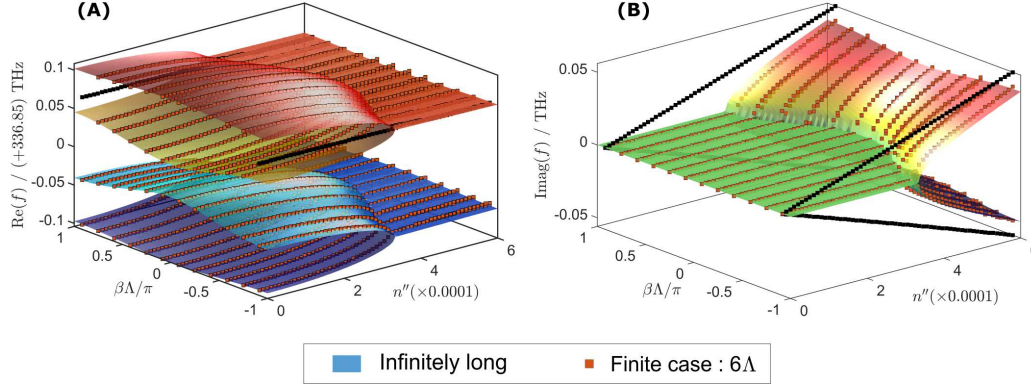 (A)
(B)
Re(f) / (+336.85) THz
0.1
0.05
0
-0.05
-0.1
1
0.5
0
-0.5
-1
βΛ/π
0
2
4
6
n''(×0.0001)
Imag(f) / THz
0.05
0
-0.05
1
0.5
0
-0.5
-1
βΛ/π
0
2
4
n''(×0.0001)
Infinitely long
Finite case : 6Λ